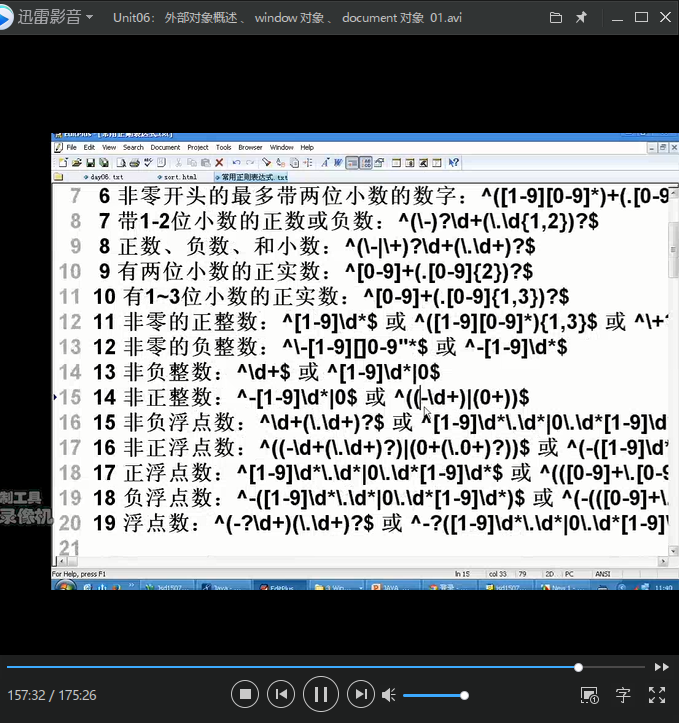 迅雷影音 Unit06： 外部对象概述 、 window 对象 、 document 对象 01.avi
EditPlus - [常用正则表达式.txt]
File Edit View Search Document Project Tools Browser Window Help
day06.txt sort.html 常用正则表达式.txt
7 6 非零开头的最多带两位小数的数字：^([1-9][0-9]*)+(.[0-9
8 7 带1-2位小数的正数或负数：^(\-)?\d+(\.\d{1,2})?$
9 8 正数、负数、和小数：^(\-|\+)?\d+(\.\d+)?$
10 9 有两位小数的正实数：^[0-9]+(.[0-9]{2})?$
11 10 有1~3位小数的正实数：^[0-9]+(.[0-9]{1,3})?$
12 11 非零的正整数：^[1-9]\d*$ 或 ^([1-9][0-9]*){1,3}$ 或 ^\+?
13 12 非零的负整数：^\-[1-9][]0-9"*$ 或 ^-[1-9]\d*$
14 13 非负整数：^\d+$ 或 ^[1-9]\d*|0$
15 14 非正整数：^-[1-9]\d*|0$ 或 ^((-\d+)|(0+))$
16 15 非负浮点数：^\d+(\.\d+)?$ 或 ^[1-9]\d*\.\d*|0\.\d*[1-9]\d
17 16 非正浮点数：^((-\d+(\.\d+)?)|(0+(\.0+)?))$ 或 ^(-([1-9]\d*
18 17 正浮点数：^[1-9]\d*\.\d*|0\.\d*[1-9]\d*$ 或 ^(([0-9]+\.[0-9
19 18 负浮点数：^-([1-9]\d*\.\d*|0\.\d*[1-9]\d*)$ 或 ^(-(([0-9]+\.
20 19 浮点数：^(-?\d+)(\.\d+)?$ 或 ^-?([1-9]\d*\.\d*|0\.\d*[1-9]\
21
制工具
录像机
For Help, press F1 ln 15 col 33 79 2D PC ANSI
EditPlus
157:32 / 175:26 字